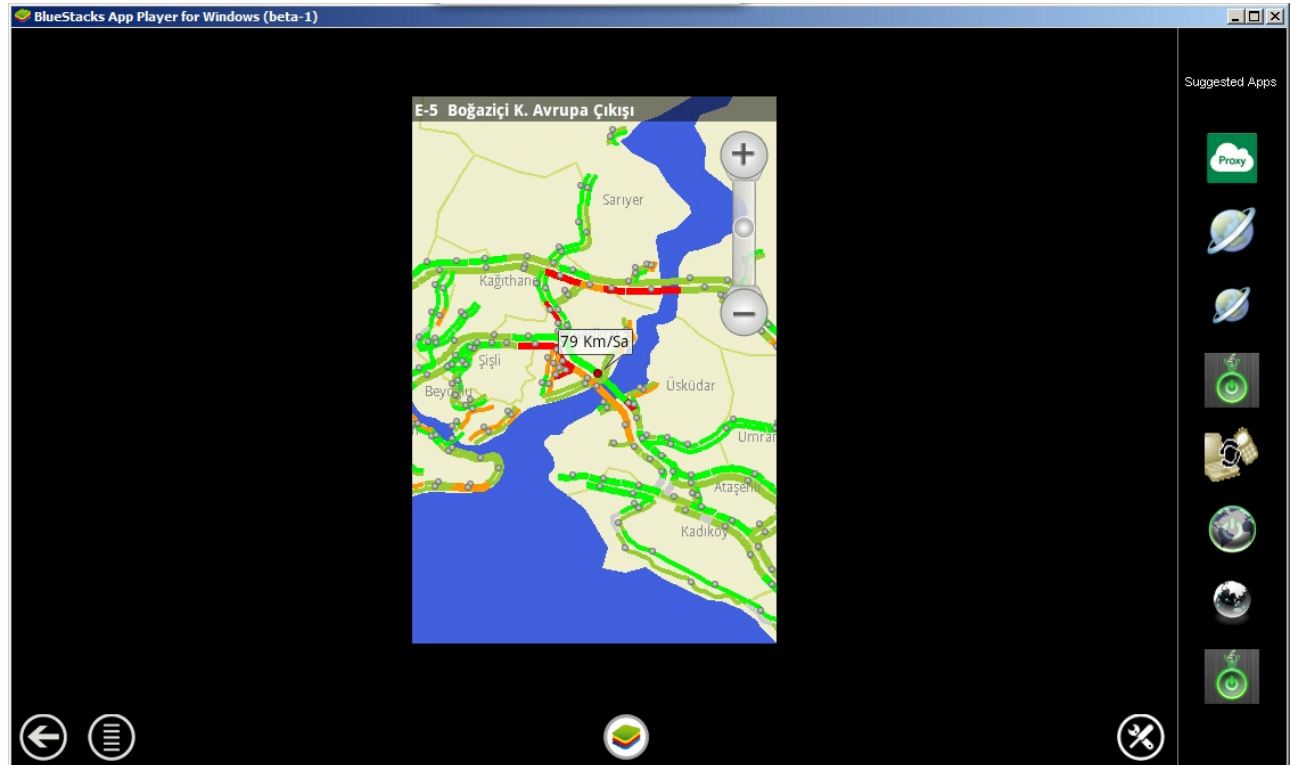 BlueStacks App Player for Windows (beta-1)
Suggested Apps
E-5 Boğaziçi K. Avrupa Çıkışı
Proxy
Sarıyer
Kağıthane
79 Km/Sa
Şişli
Üsküdar
Ataşehir
Kadıköy